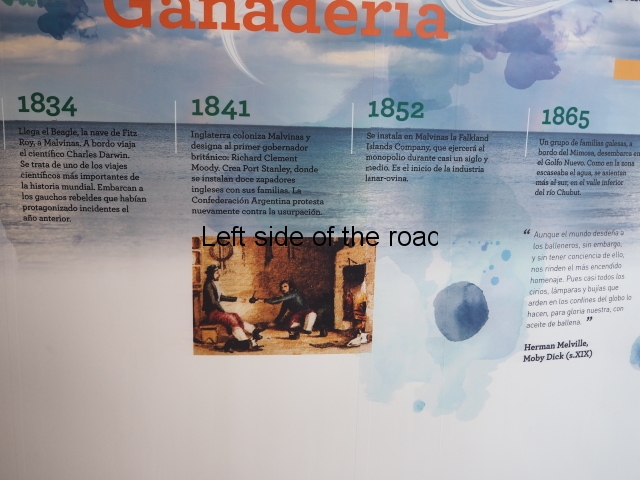 Ganadería
1834
Llega el Beagle, la nave de Fitz
Roy, a Malvinas. A bordo viaja
el científico Charles Darwin.
Se trata de uno de los viajes
científicos más importantes de
la historia mundial. Embarcan a
los gauchos rebeldes que habían
protagonizado incidentes el
año anterior.
1841
Inglaterra coloniza Malvinas y
designa al primer gobernador
británico: Richard Clement
Moody. Crea Port Stanley, donde
se instalan doce zapadores
ingleses con sus familias. La
Confederación Argentina protesta
nuevamente contra la usurpación.
1852
Se instala en Malvinas la Falkland
Islands Company, que ejercerá el
monopolio durante casi un siglo y
medio. Es el inicio de la industria
lanar-ovina.
1865
Un grupo de familias galesas, a
bordo del Mimosa, desembarca en
el Golfo Nuevo. Como en la zona
escaseaba el agua, se asientan
más al sur, en el valle inferior
del río Chubut.
Left side of the road
“ Aunque el mundo desdeña a
los balleneros, sin embargo,
y sin tener conciencia de ello,
nos rinden el más encendido
homenaje. Pues casi todos los
cirios, lámparas y bujías que
arden en los confines del globo lo
hacen, para gloria nuestra, con
aceite de ballena. ”
Herman Melville,
Moby Dick (s.XIX)